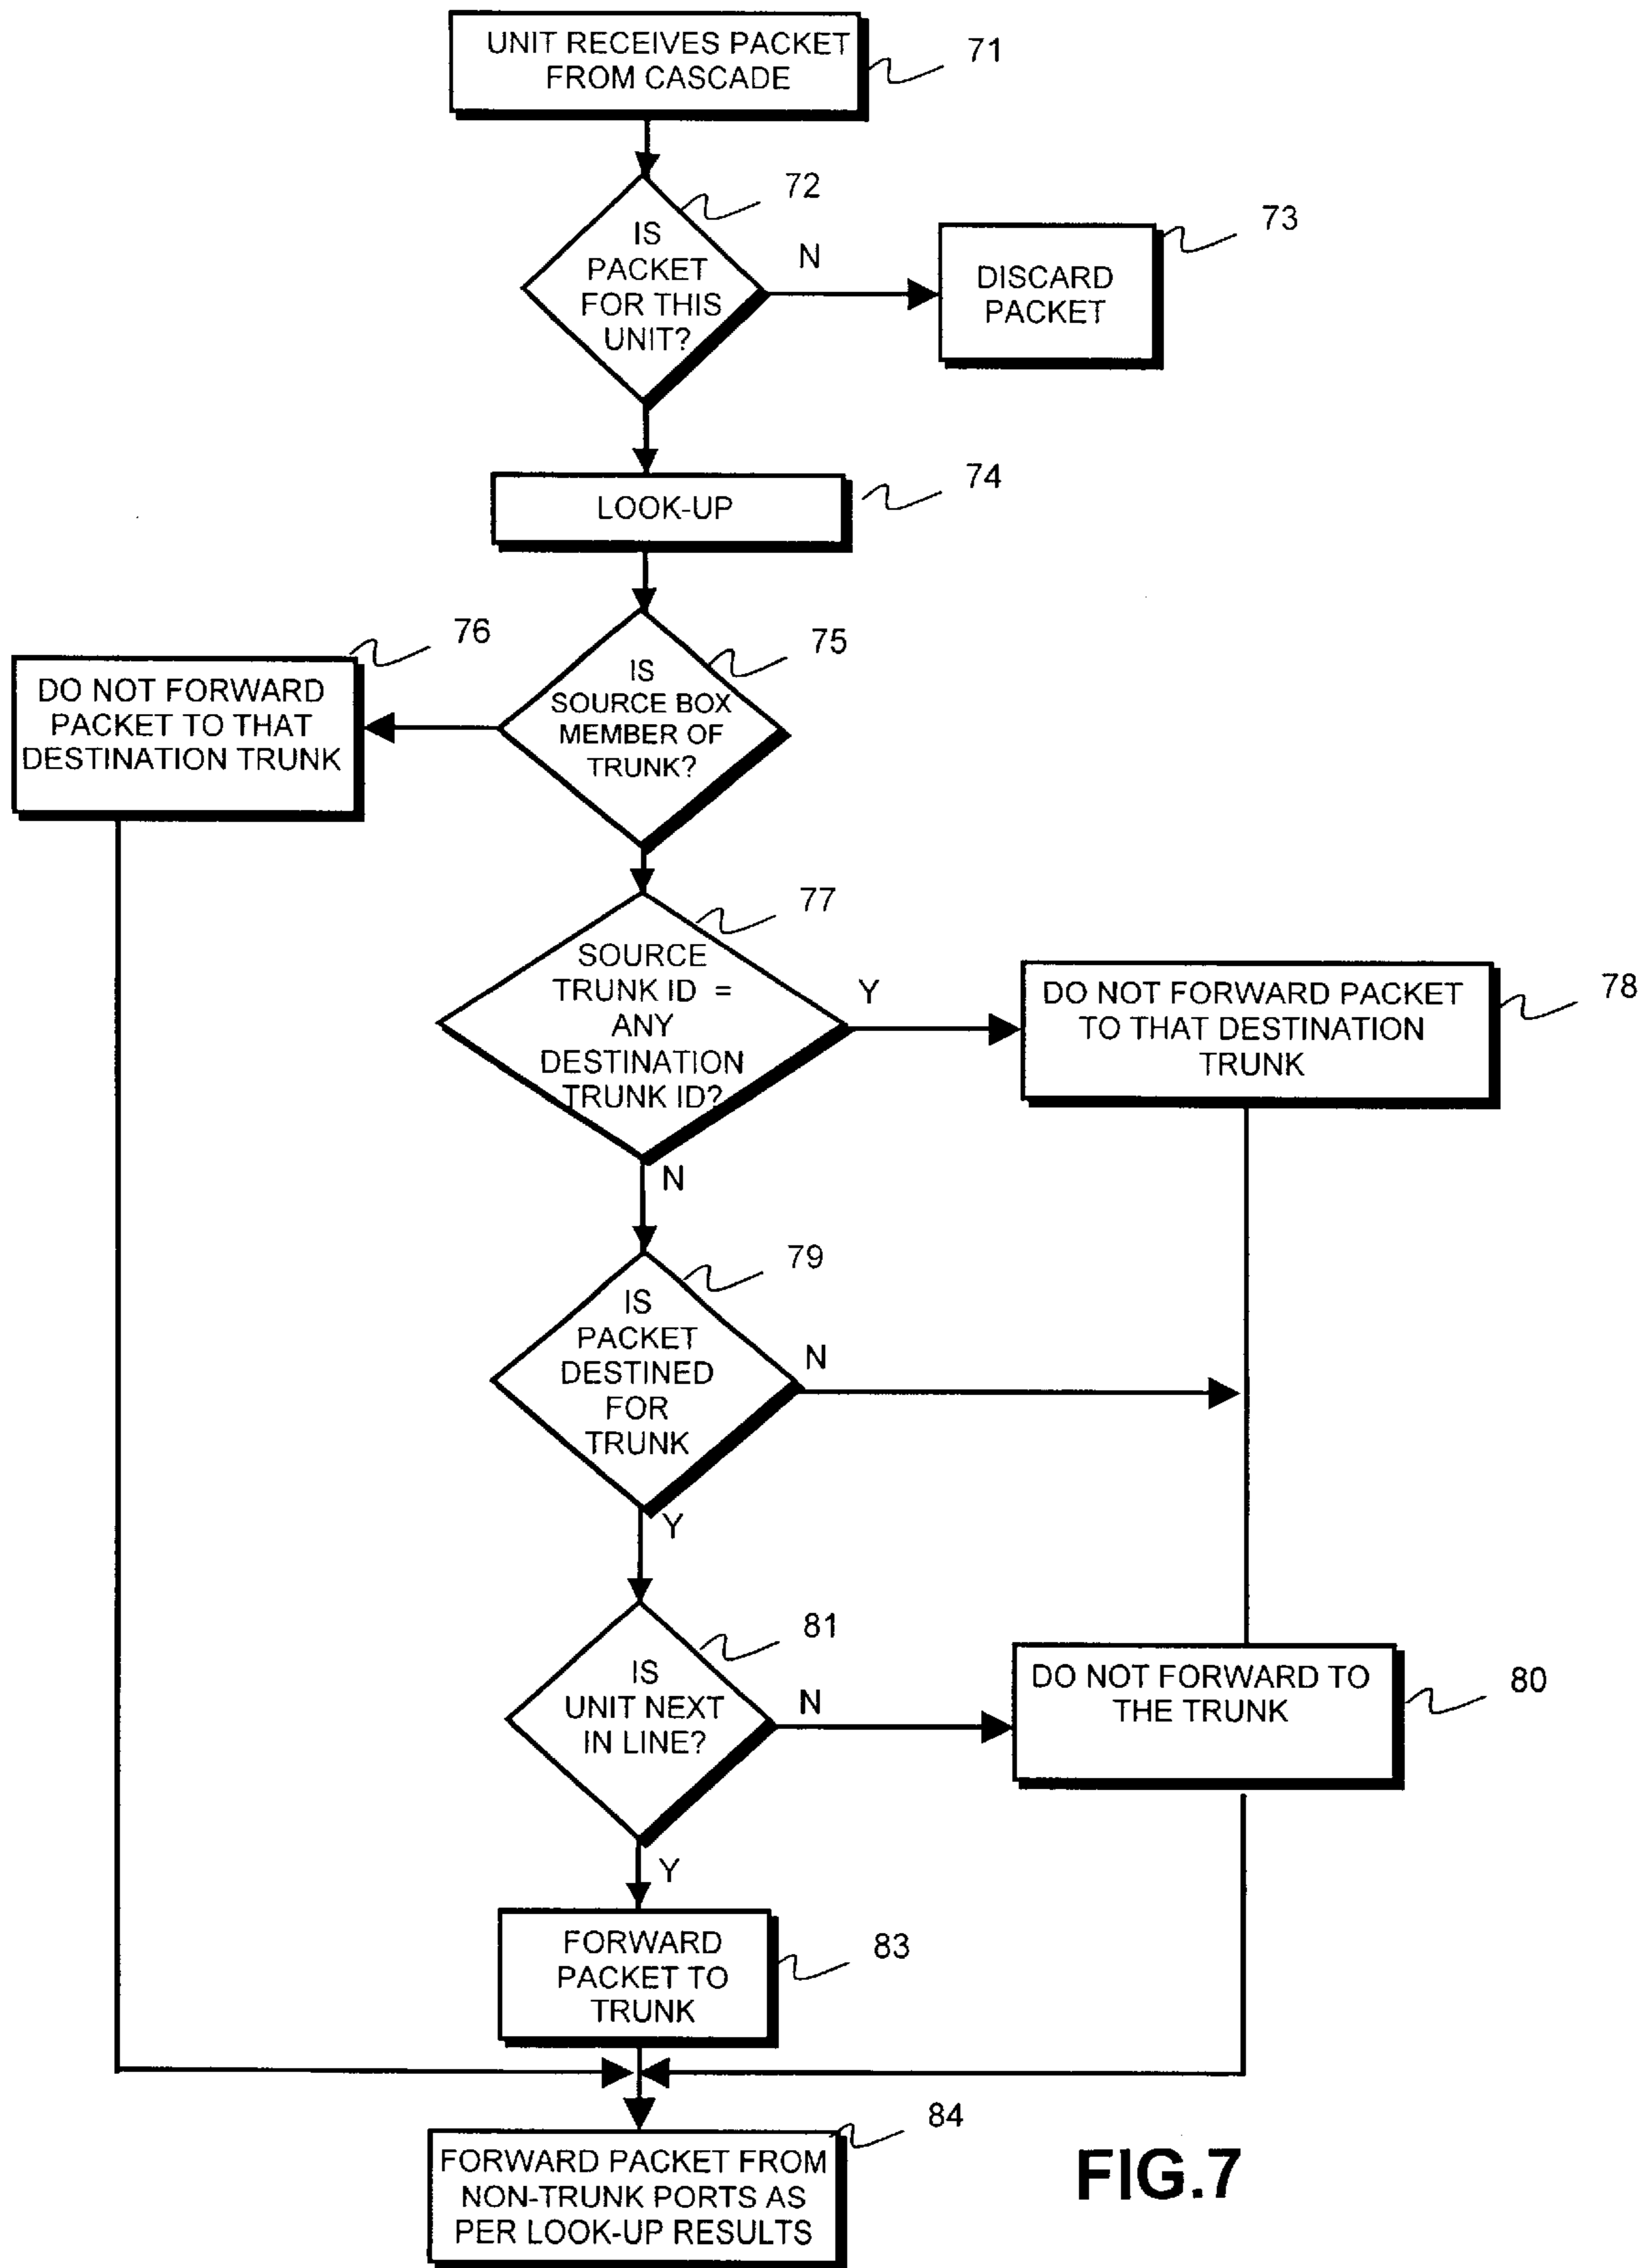 UNIT RECEIVES PACKET
FROM CASCADE
71
72
IS
PACKET
FOR THIS
UNIT?
N
73
DISCARD
PACKET
74
LOOK-UP
76
DO NOT FORWARD
PACKET TO THAT
DESTINATION TRUNK
75
IS
SOURCE BOX
MEMBER OF
TRUNK?
77
SOURCE
TRUNK ID =
ANY
DESTINATION
TRUNK ID?
Y
N
78
DO NOT FORWARD PACKET
TO THAT DESTINATION
TRUNK
79
IS
PACKET
DESTINED
FOR
TRUNK
N
Y
81
IS
UNIT NEXT
IN LINE?
N
Y
80
DO NOT FORWARD TO
THE TRUNK
83
FORWARD
PACKET TO
TRUNK
84
FORWARD PACKET FROM
NON-TRUNK PORTS AS
PER LOOK-UP RESULTS
FIG.7